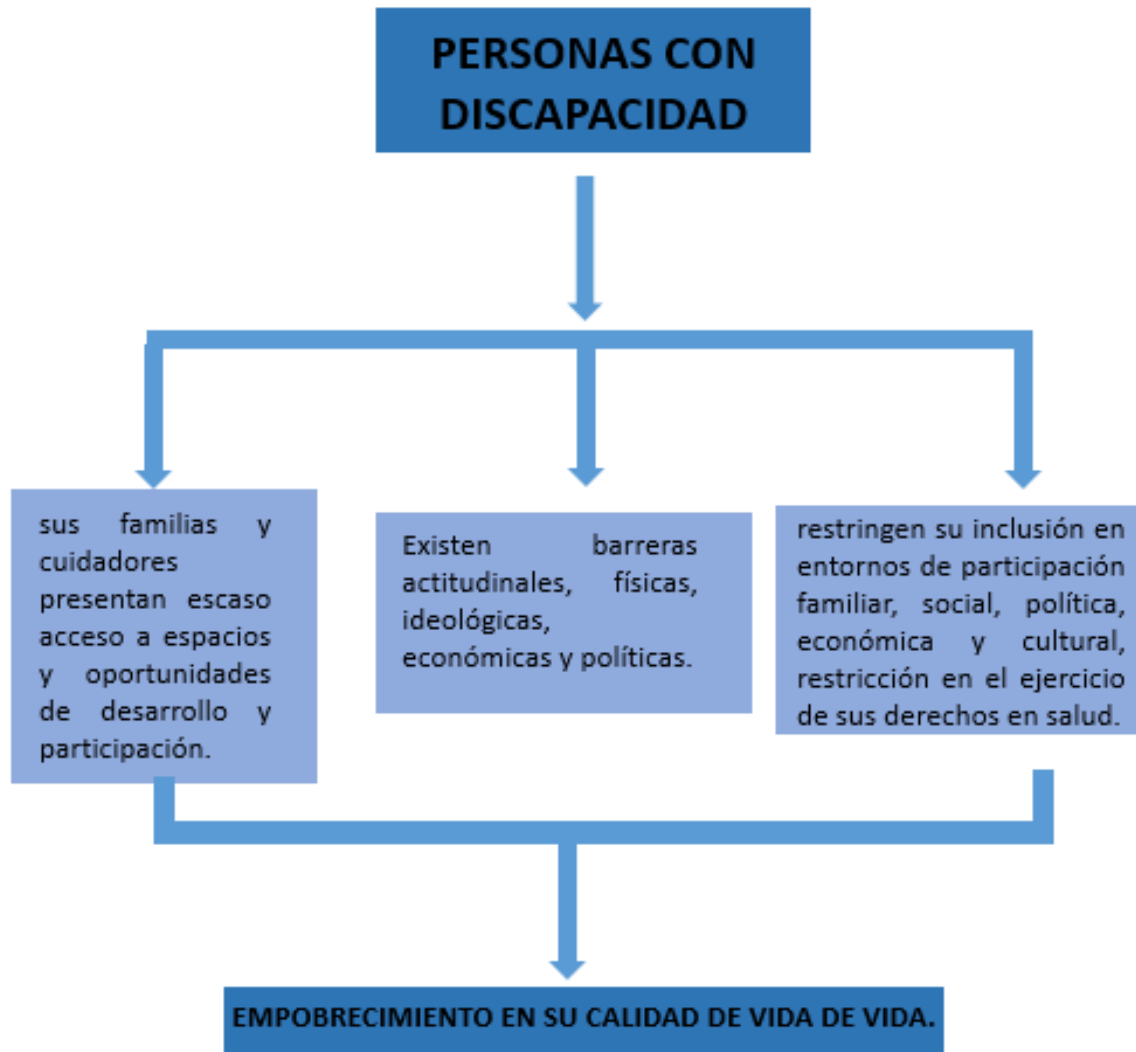 PERSONAS CON
DISCAPACIDAD
sus familias y
cuidadores
presentan escaso
acceso a espacios
y oportunidades
de desarrollo y
participación.
Existen barreras
actitudinales, físicas,
ideológicas,
económicas y políticas.
restringen su inclusión en
entornos de participación
familiar, social, política,
económica y cultural,
restricción en el ejercicio
de sus derechos en salud.
EMPOBRECIMIENTO EN SU CALIDAD DE VIDA DE VIDA.